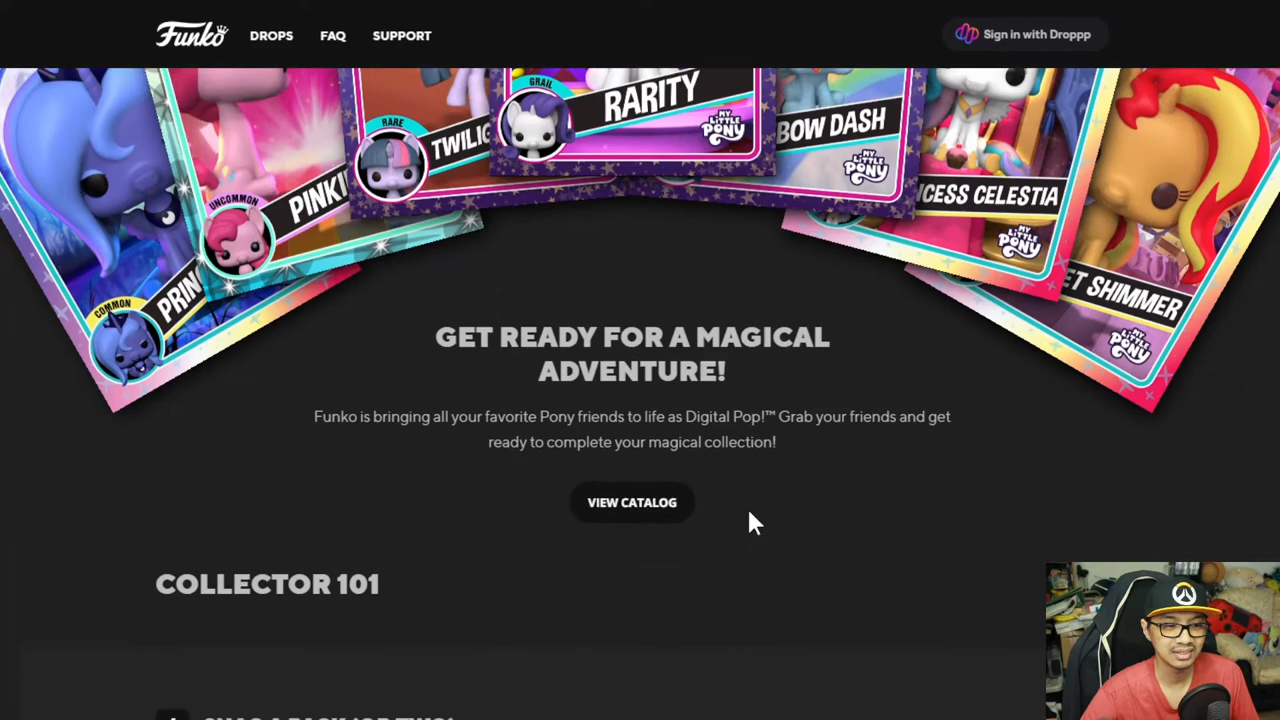 Funko
DROPS
FAQ
SUPPORT
Sign in with Droppp
COMMON
UNCOMMON
PINKI
RARE
TWILIG
GRAIL
RARITY
MY LITTLE PONY
BOW DASH
MY LITTLE PONY
CESS CELESTIA
MY LITTLE PONY
ET SHIMMER
MY LITTLE PONY
PRIN
GET READY FOR A MAGICAL
ADVENTURE!
Funko is bringing all your favorite Pony friends to life as Digital Pop!™ Grab your friends and get
ready to complete your magical collection!
VIEW CATALOG
COLLECTOR 101